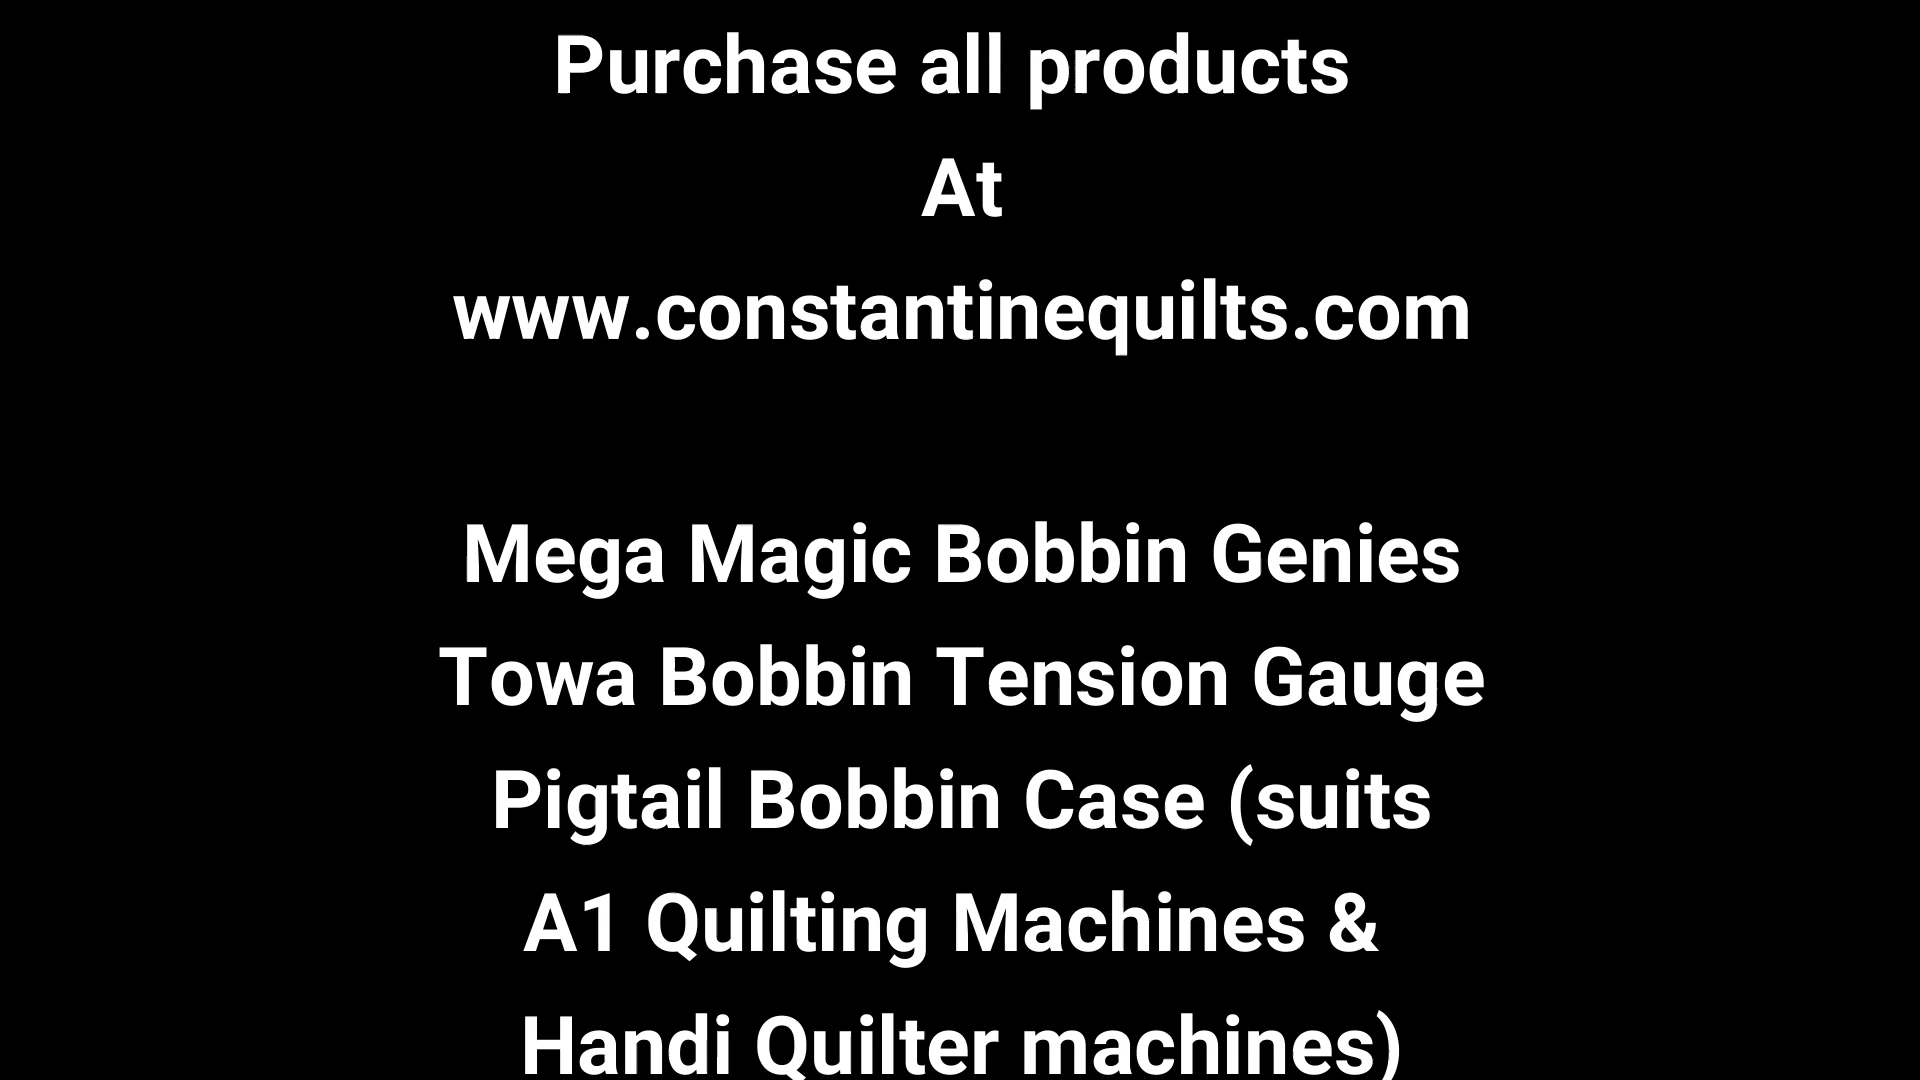 Purchase all products
At
www.constantinequilts.com
Mega Magic Bobbin Genies
Towa Bobbin Tension Gauge
Pigtail Bobbin Case (suits
A1 Quilting Machines &
Handi Quilter machines)